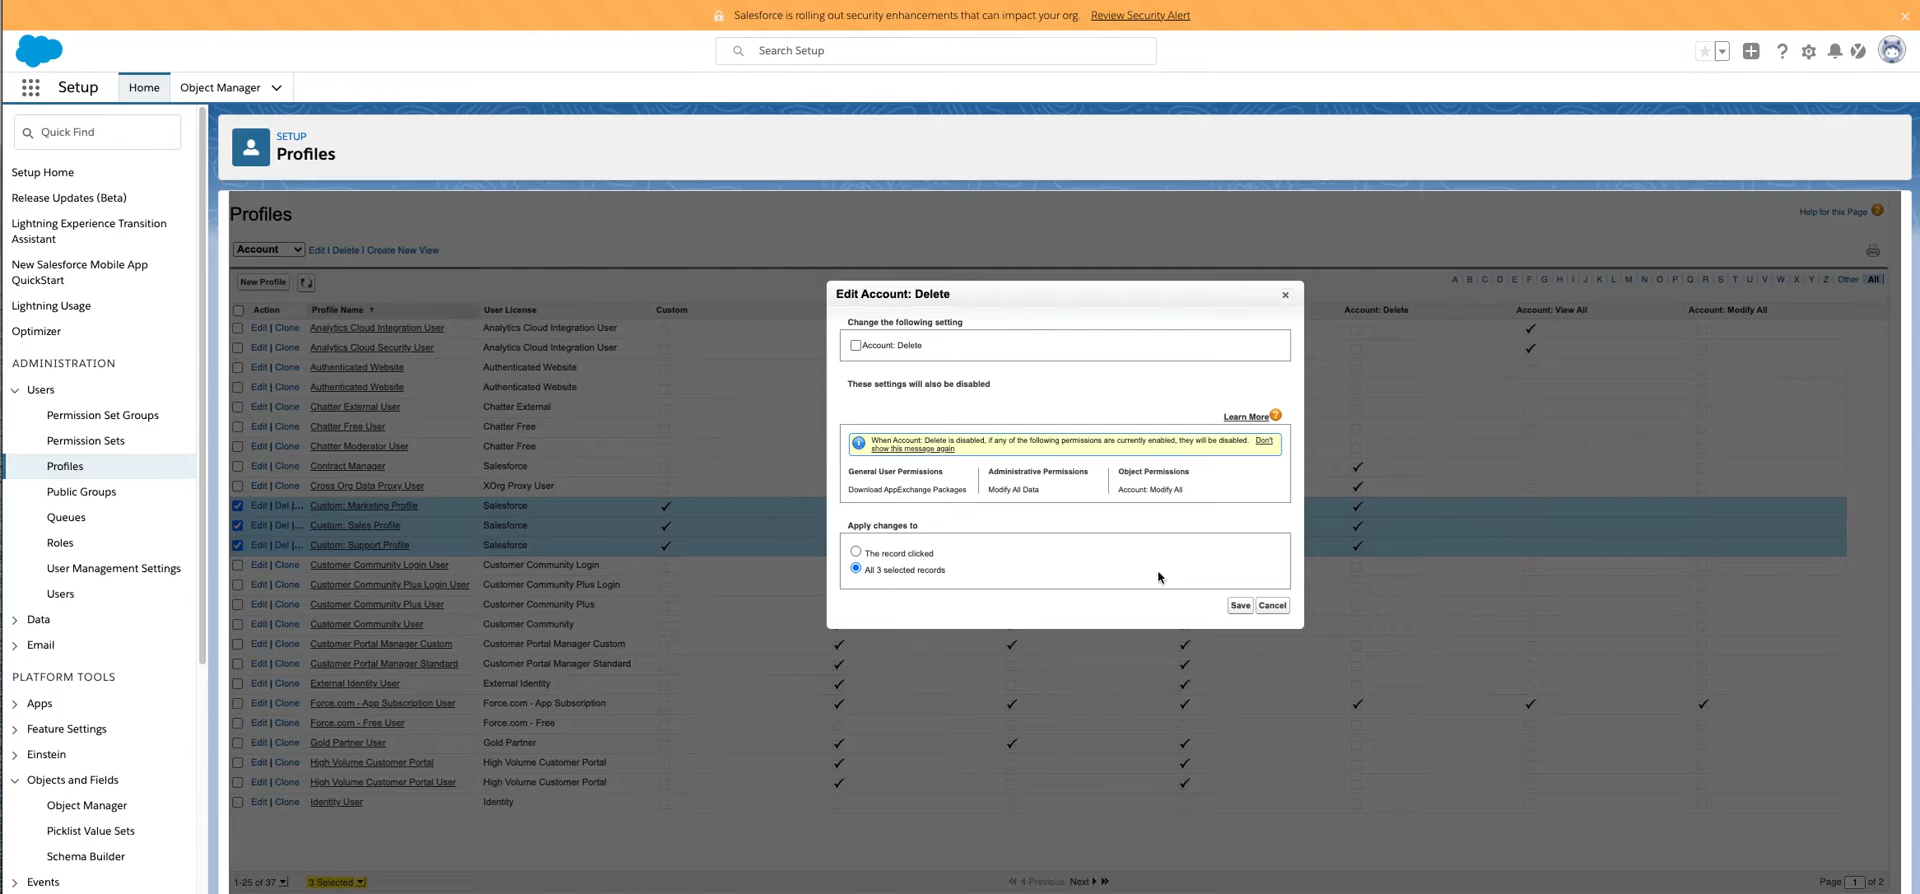 Salesforce is rolling out security enhancements that can impact your org. Review Security Alert
Search Setup
Setup Home Object Manager
Quick Find
Setup Home
Release Updates (Beta)
Lightning Experience Transition
Assistant
New Salesforce Mobile App
QuickStart
Lightning Usage
Optimizer
ADMINISTRATION
Users
Permission Set Groups
Permission Sets
Profiles
Public Groups
Queues
Roles
User Management Settings
Users
Data
Email
PLATFORM TOOLS
Apps
Feature Settings
Einstein
Objects and Fields
Object Manager
Picklist Value Sets
Schema Builder
Events
SETUP
Profiles
Profiles
Help for this Page
Account Edit | Delete | Create New View
New Profile
A B C D E F G H I J K L M N O P Q R S T U V W X Y Z Other All
Action Profile Name User License Custom Account: Delete Account: View All Account: Modify All
Edit | Clone Analytics Cloud Integration User Analytics Cloud Integration User
Edit | Clone Analytics Cloud Security User Analytics Cloud Integration User
Edit | Clone Authenticated Website Authenticated Website
Edit | Clone Authenticated Website Authenticated Website
Edit | Clone Chatter External User Chatter External
Edit | Clone Chatter Free User Chatter Free
Edit | Clone Chatter Moderator User Chatter Free
Edit | Clone Contract Manager Salesforce
Edit | Clone Cross Org Data Proxy User XOrg Proxy User
Edit | Del |... Custom: Marketing Profile Salesforce
Edit | Del |... Custom: Sales Profile Salesforce
Edit | Del |... Custom: Support Profile Salesforce
Edit | Clone Customer Community Login User Customer Community Login
Edit | Clone Customer Community Plus Login User Customer Community Plus Login
Edit | Clone Customer Community Plus User Customer Community Plus
Edit | Clone Customer Community User Customer Community
Edit | Clone Customer Portal Manager Custom Customer Portal Manager Custom
Edit | Clone Customer Portal Manager Standard Customer Portal Manager Standard
Edit | Clone External Identity User External Identity
Edit | Clone Force.com - App Subscription User Force.com - App Subscription
Edit | Clone Force.com - Free User Force.com - Free
Edit | Clone Gold Partner User Gold Partner
Edit | Clone High Volume Customer Portal High Volume Customer Portal
Edit | Clone High Volume Customer Portal User High Volume Customer Portal
Edit | Clone Identity User Identity
1-25 of 37 3 Selected Previous Next Page 1 of 2
Edit Account: Delete
Change the following setting
Account: Delete
These settings will also be disabled
Learn More
When Account: Delete is disabled, if any of the following permissions are currently enabled, they will be disabled. Don't
show this message again
General User Permissions Administrative Permissions Object Permissions
Download AppExchange Packages Modify All Data Account: Modify All
Apply changes to
The record clicked
All 3 selected records
Save Cancel